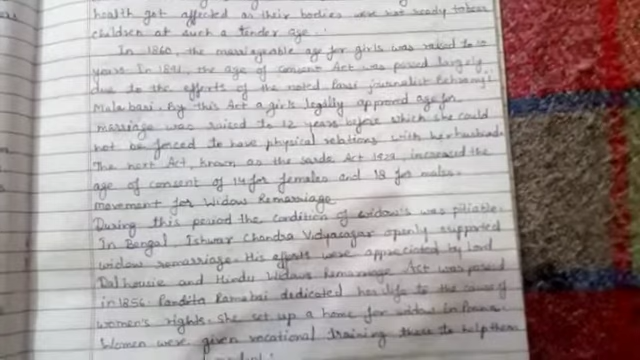 health got affected as their bodies were not ready to bear
children at such a tender age.
In 1860, the marriageable age for girls was raised to 10
years In 1891, the age of consent Act was passed largely
due to the efforts of the noted Parsi journalist Behramji
Malabari. By this Act a girls legally approved age for
marriage was raised to 12 years before which she could
not be forced to have physical relations with her husband.
The next Act, known as the Sarda Act 1929, increased the
age of consent of 14 for females and 18 for males.
Movement for Widow Remarriage
During this period the condition of widow's was pitiable.
In Bengal, Ishwar Chandra Vidyasagar openly supported
widow remarriage. His efforts were appreciated by Lord
Dalhousie and Hindu Widows Remarriage Act was passed
in 1856. Pandita Ramabai dedicated her life to the cause of
women's rights. She set up a home for widow in Poona.
Women were given vocational training there to help them